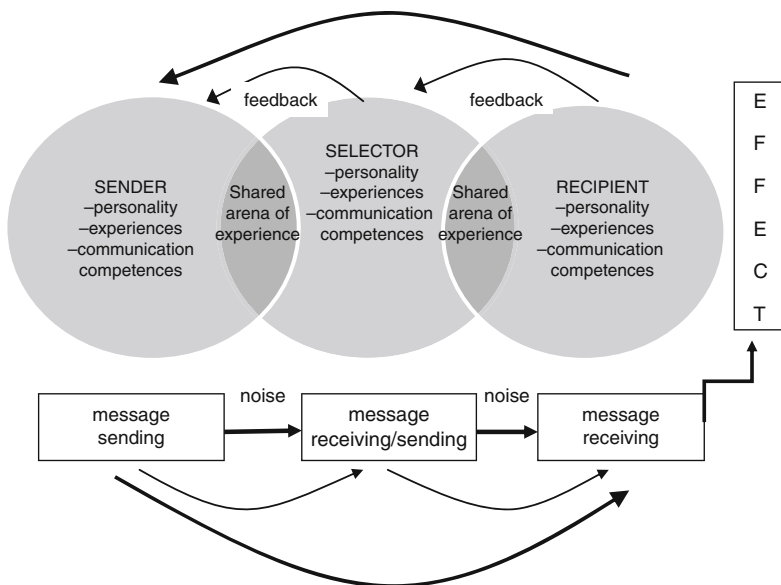 feedback
feedback
SENDER
–personality
–experiences
–communication
competences
Shared
arena of
experience
SELECTOR
–personality
–experiences
–communication
competences
Shared
arena of
experience
RECIPIENT
–personality
–experiences
–communication
competences
E
F
F
E
C
T
noise
noise
message
sending
message
receiving/sending
message
receiving